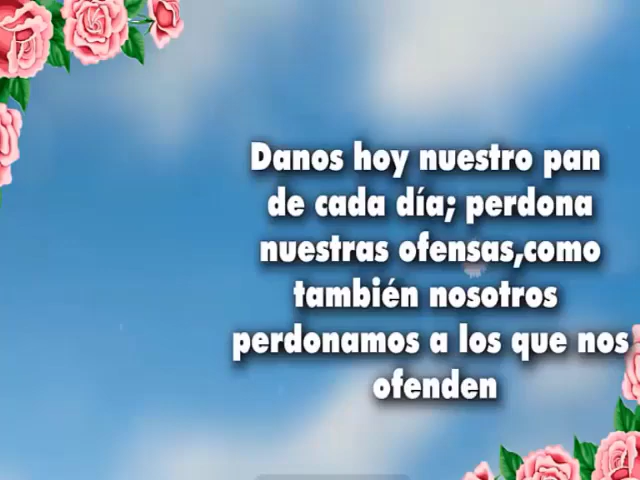 Danos hoy nuestro pan
de cada día; perdona
nuestras ofensas,como
también nosotros
perdonamos a los que nos
ofenden